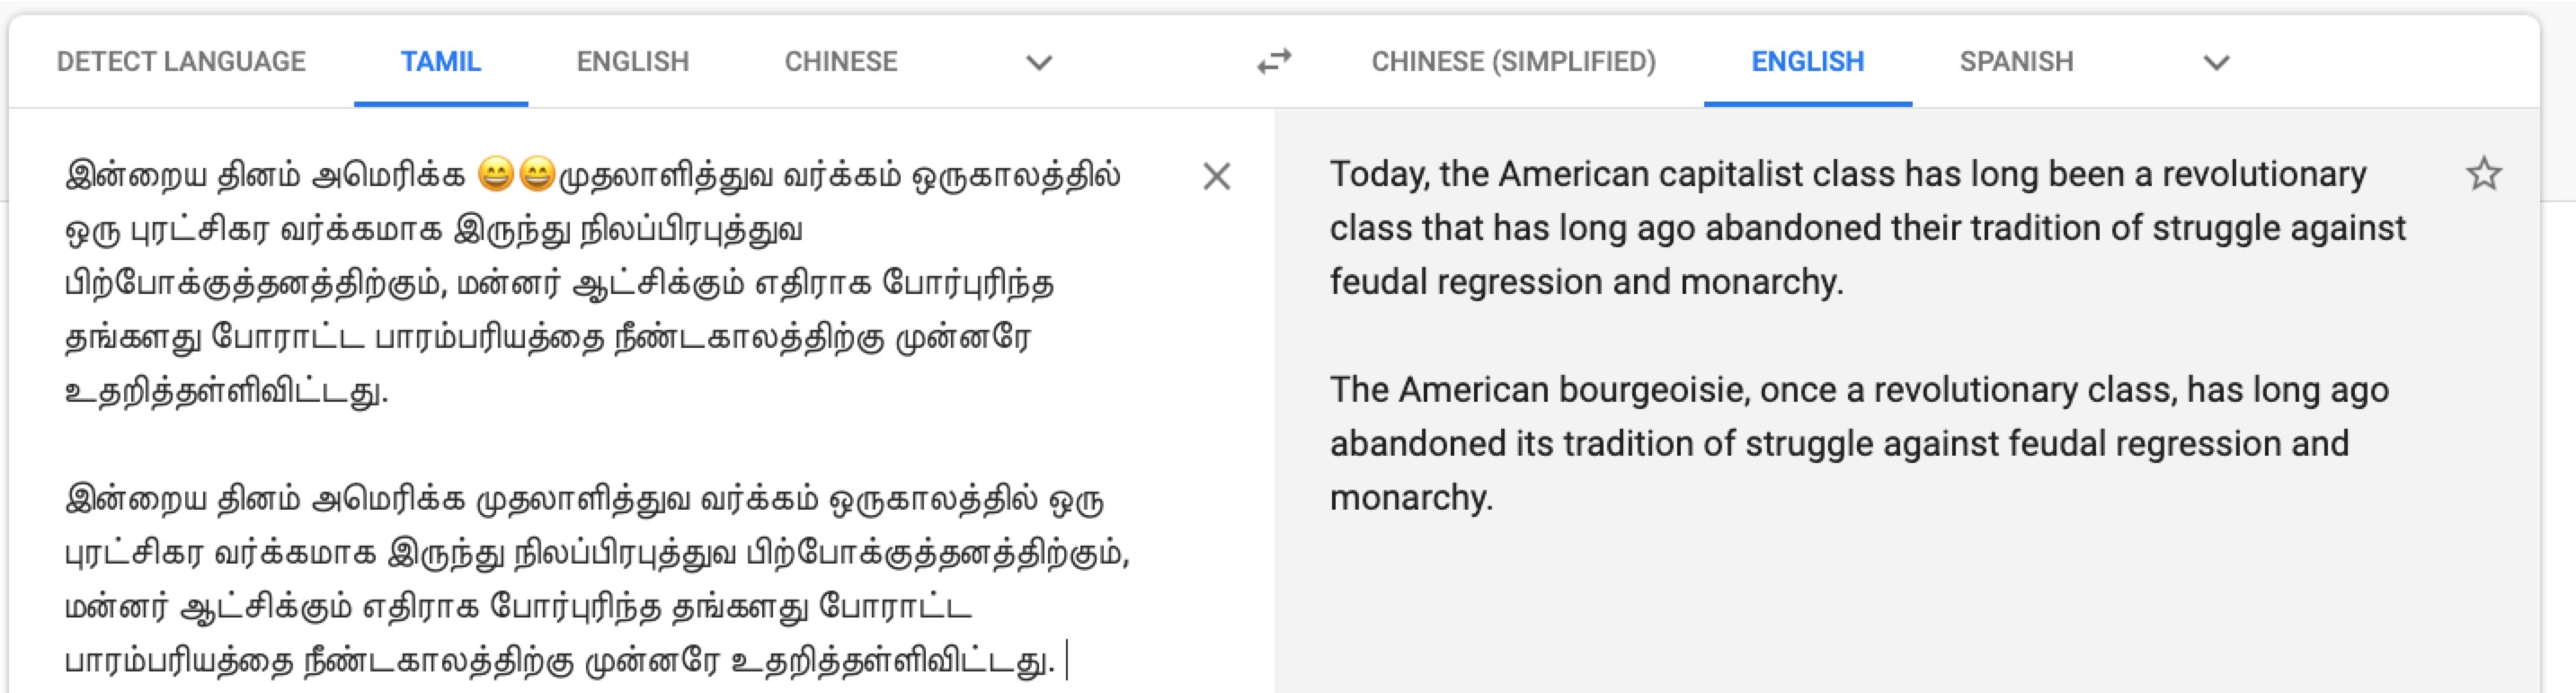 DETECT LANGUAGE TAMIL ENGLISH CHINESE CHINESE (SIMPLIFIED) ENGLISH SPANISH
இன்றைய தினம் அமெரிக்க 😄😄முதலாளித்துவ வர்க்கம் ஒருகாலத்தில்
ஒரு புரட்சிகர வர்க்கமாக இருந்து நிலப்பிரபுத்துவ
பிற்போக்குத்தனத்திற்கும், மன்னர் ஆட்சிக்கும் எதிராக போர்புரிந்த
தங்களது போராட்ட பாரம்பரியத்தை நீண்டகாலத்திற்கு முன்னரே
உதறித்தள்ளிவிட்டது.
இன்றைய தினம் அமெரிக்க முதலாளித்துவ வர்க்கம் ஒருகாலத்தில் ஒரு
புரட்சிகர வர்க்கமாக இருந்து நிலப்பிரபுத்துவ பிற்போக்குத்தனத்திற்கும்,
மன்னர் ஆட்சிக்கும் எதிராக போர்புரிந்த தங்களது போராட்ட
பாரம்பரியத்தை நீண்டகாலத்திற்கு முன்னரே உதறித்தள்ளிவிட்டது.
Today, the American capitalist class has long been a revolutionary
class that has long ago abandoned their tradition of struggle against
feudal regression and monarchy.
The American bourgeoisie, once a revolutionary class, has long ago
abandoned its tradition of struggle against feudal regression and
monarchy.